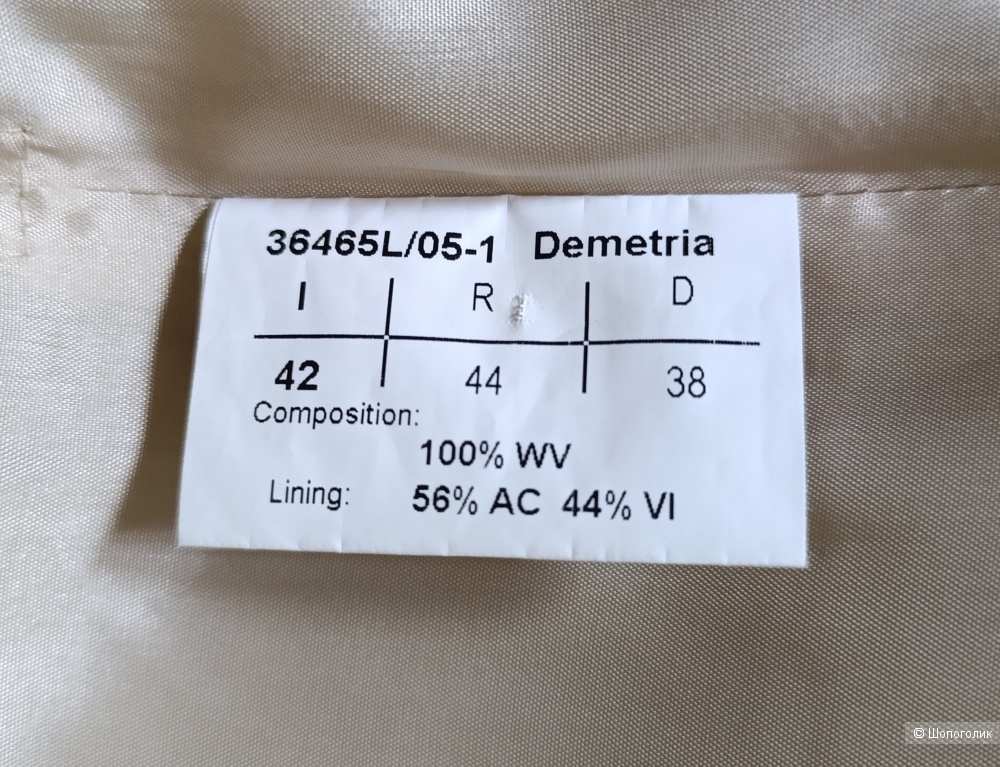 36465L/05-1 Demetria
I R D
42 44 38
Composition:
100% WV
Lining: 56% AC 44% VI
© Шопоголик